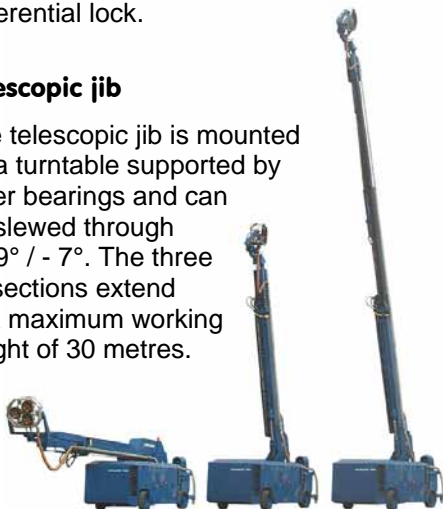 erential lock.
escopic jib
e telescopic jib is mounted
a turntable supported by
er bearings and can
slewed through
9° / - 7°. The three
sections extend
a maximum working
ght of 30 metres.